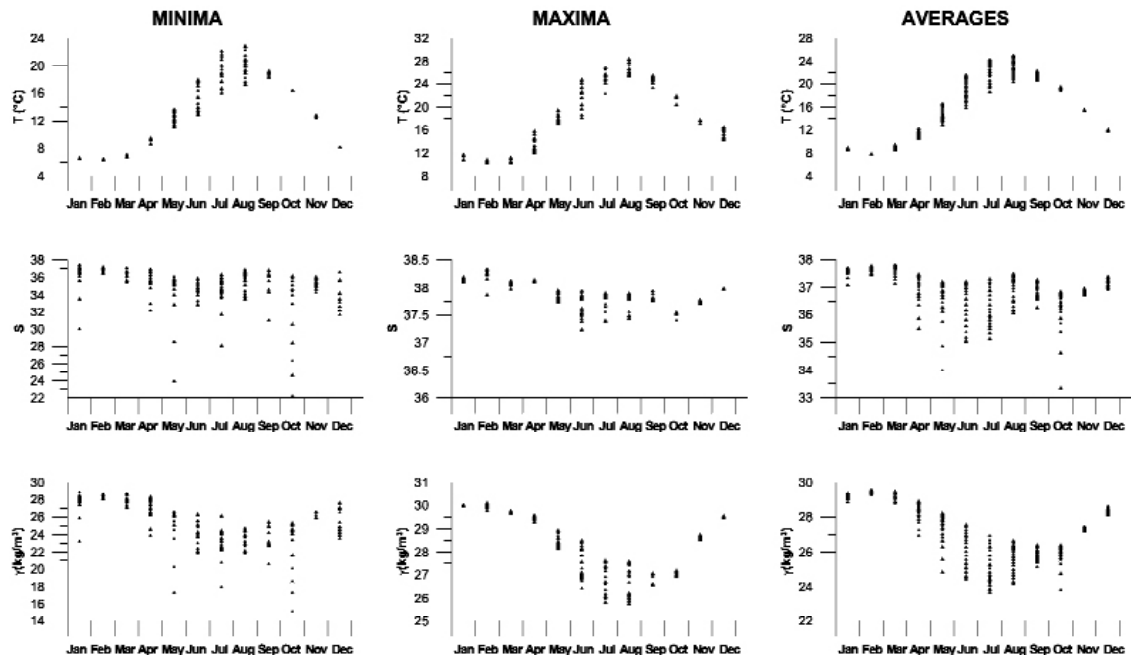 MINIMA MAXIMA AVERAGES
24 20 16 12 8 4
T (°C)
Jan Feb Mar Apr May Jun Jul Aug Sep Oct Nov Dec
32 28 24 20 16 12 8
T (°C)
Jan Feb Mar Apr May Jun Jul Aug Sep Oct Nov Dec
28 24 20 16 12 8 4
T (°C)
Jan Feb Mar Apr May Jun Jul Aug Sep Oct Nov Dec
38 36 34 32 30 28 26 24 22
S
Jan Feb Mar Apr May Jun Jul Aug Sep Oct Nov Dec
38.5 38 37.5 37 36.5 36
S
Jan Feb Mar Apr May Jun Jul Aug Sep Oct Nov Dec
38 37 36 35 34 33
S
Jan Feb Mar Apr May Jun Jul Aug Sep Oct Nov Dec
30 28 26 24 22 20 18 16 14
γ(kg/m³)
Jan Feb Mar Apr May Jun Jul Aug Sep Oct Nov Dec
31 30 29 28 27 26 25
γ(kg/m³)
Jan Feb Mar Apr May Jun Jul Aug Sep Oct Nov Dec
30 28 26 24 22
γ(kg/m³)
Jan Feb Mar Apr May Jun Jul Aug Sep Oct Nov Dec